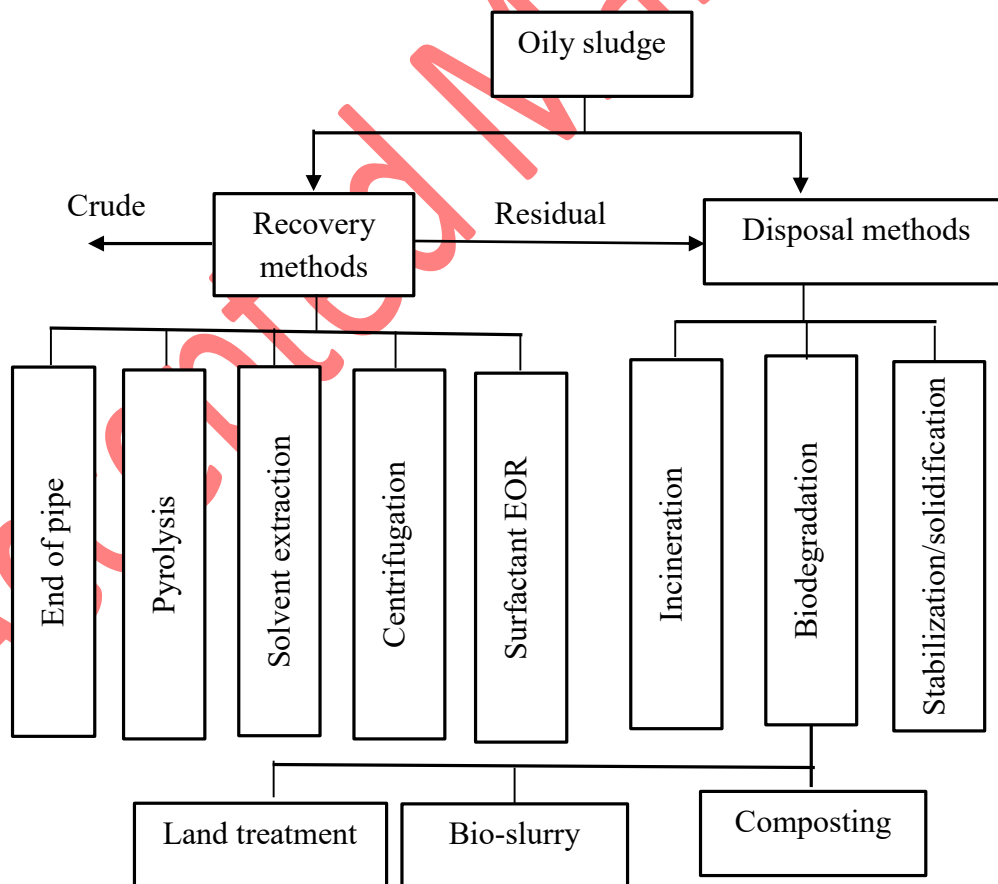 Oily sludge
Crude
Recovery
methods
Residual
Disposal methods
End of pipe
Pyrolysis
Solvent extraction
Centrifugation
Surfactant EOR
Incineration
Biodegradation
Stabilization/solidification
Land treatment
Bio-slurry
Composting